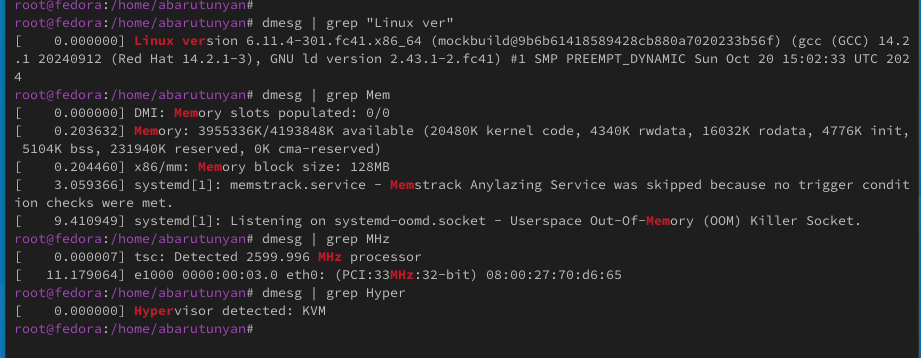 root@fedora:/home/abarutunyan#
root@fedora:/home/abarutunyan# dmesg | grep "Linux ver"
[    0.000000] Linux version 6.11.4-301.fc41.x86_64 (mockbuild@9b6b61418589428cb880a7020233b56f) (gcc (GCC) 14.2
.1 20240912 (Red Hat 14.2.1-3), GNU ld version 2.43.1-2.fc41) #1 SMP PREEMPT_DYNAMIC Sun Oct 20 15:02:33 UTC 202
4
root@fedora:/home/abarutunyan# dmesg | grep Mem
[    0.000000] DMI: Memory slots populated: 0/0
[    0.203632] Memory: 3955336K/4193848K available (20480K kernel code, 4340K rwdata, 16032K rodata, 4776K init,
 5104K bss, 231940K reserved, 0K cma-reserved)
[    0.204460] x86/mm: Memory block size: 128MB
[    3.059366] systemd[1]: memstrack.service - Memstrack Anylazing Service was skipped because no trigger condit
ion checks were met.
[    9.410949] systemd[1]: Listening on systemd-oomd.socket - Userspace Out-Of-Memory (OOM) Killer Socket.
root@fedora:/home/abarutunyan# dmesg | grep MHz
[    0.000007] tsc: Detected 2599.996 MHz processor
[   11.179064] e1000 0000:00:03.0 eth0: (PCI:33MHz:32-bit) 08:00:27:70:d6:65
root@fedora:/home/abarutunyan# dmesg | grep Hyper
[    0.000000] Hypervisor detected: KVM
root@fedora:/home/abarutunyan#